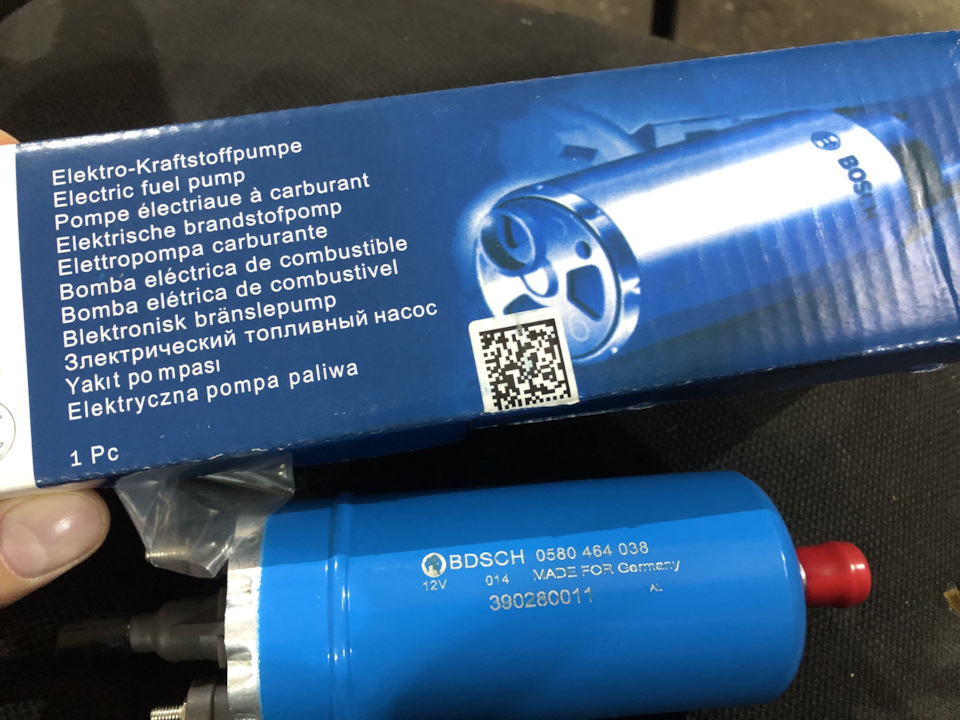 Elektro-Kraftstoffpumpe
Electric fuel pump
Pompe électriaue à carburant
Elektrische brandstofpomp
Elettropompa carburante
Bomba eléctrica de combustible
Bomba elétrica de combustivel
Blektronisk bränslepump
Злектрический топливный насос
Yakıt po mpası
Elektryczna pompa paliwa
1 Pc
BOSCH
BDSCH 0580 464 038
12V 014 MADE FOR Germany
390280011 AL